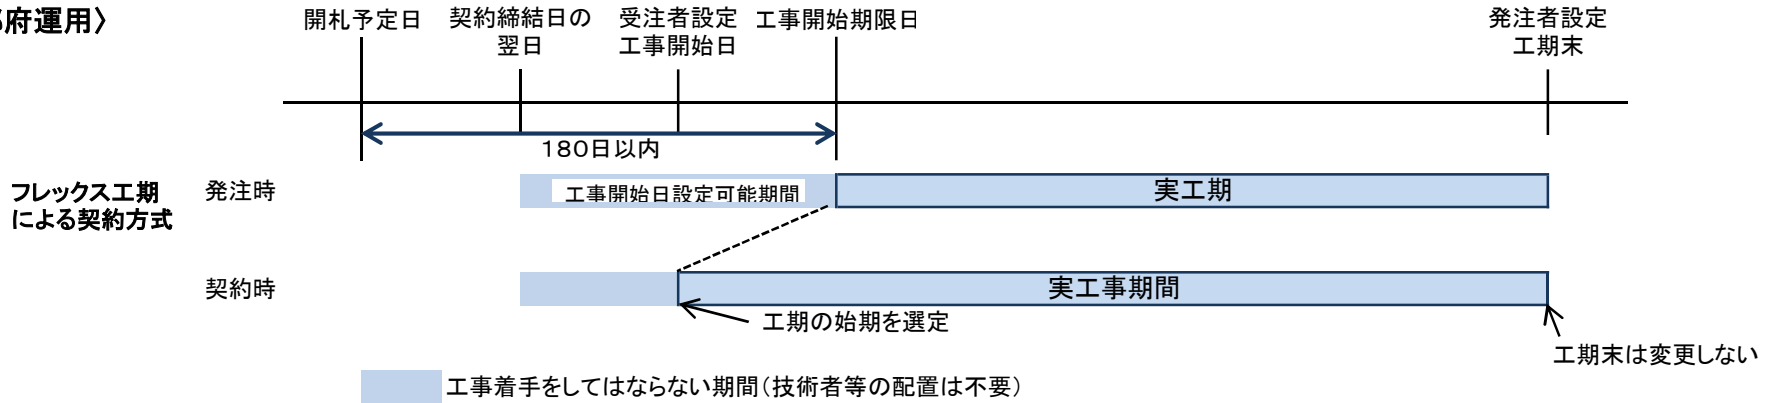 府運用〉
開札予定日
契約締結日の
翌日
受注者設定
工事開始日
工事開始期限日
発注者設定
工期末
180日以内
フレックス工期
による契約方式
発注時
工事開始日設定可能期間
実工期
契約時
実工事期間
工期の始期を選定
工期末は変更しない
工事着手をしてはならない期間（技術者等の配置は不要）